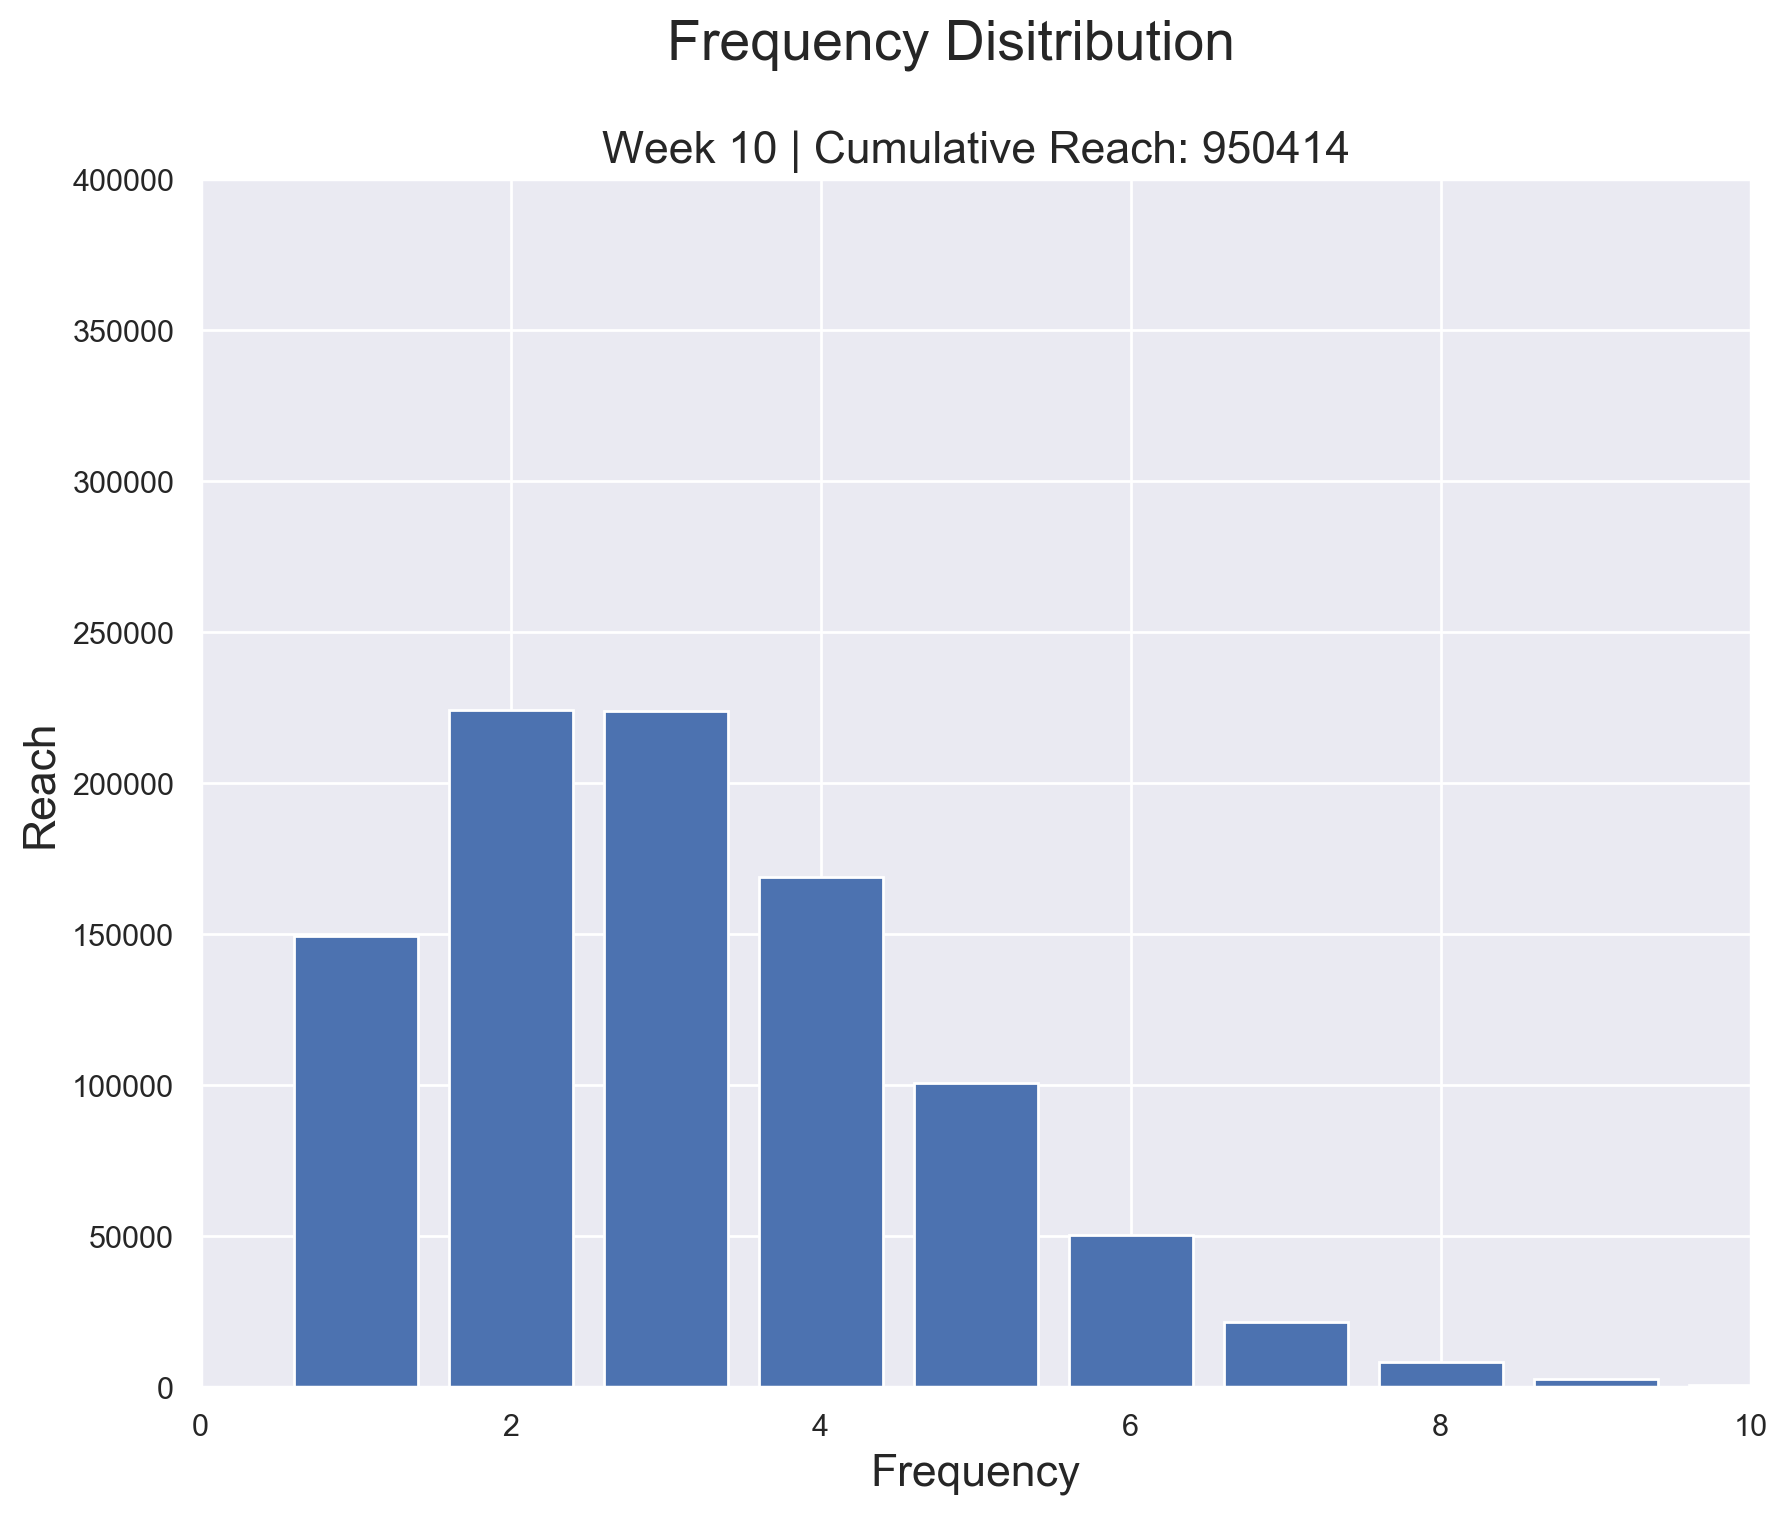 Frequency Disitribution
Week 10 | Cumulative Reach: 950414
400000
350000
300000
250000
200000
150000
100000
50000
0
Reach
0 2 4 6 8 10
Frequency